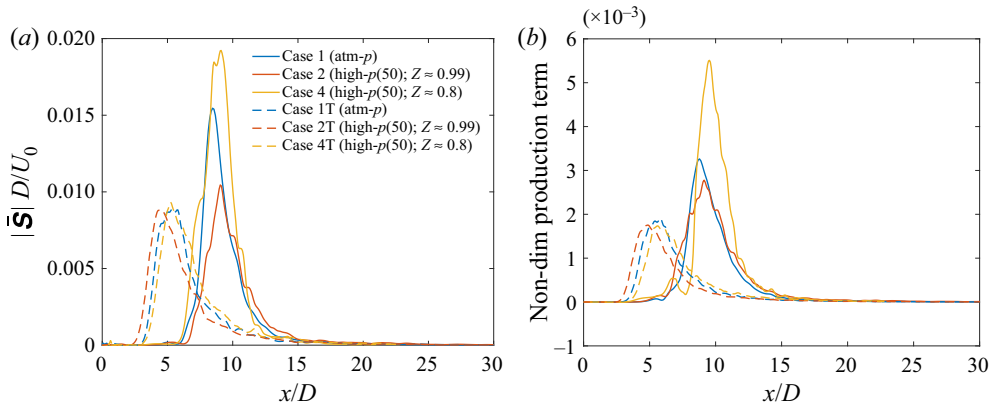 (a)
0.020
0.015
0.010
0.005
0
|S̄| D/U₀
0 5 10 15 20 25 30
x/D
Case 1 (atm-p)
Case 2 (high-p(50); Z ≈ 0.99)
Case 4 (high-p(50); Z ≈ 0.8)
Case 1T (atm-p)
Case 2T (high-p(50); Z ≈ 0.99)
Case 4T (high-p(50); Z ≈ 0.8)
(b)
(×10⁻³)
6
5
4
3
2
1
0
−1
Non-dim production term
0 5 10 15 20 25 30
x/D